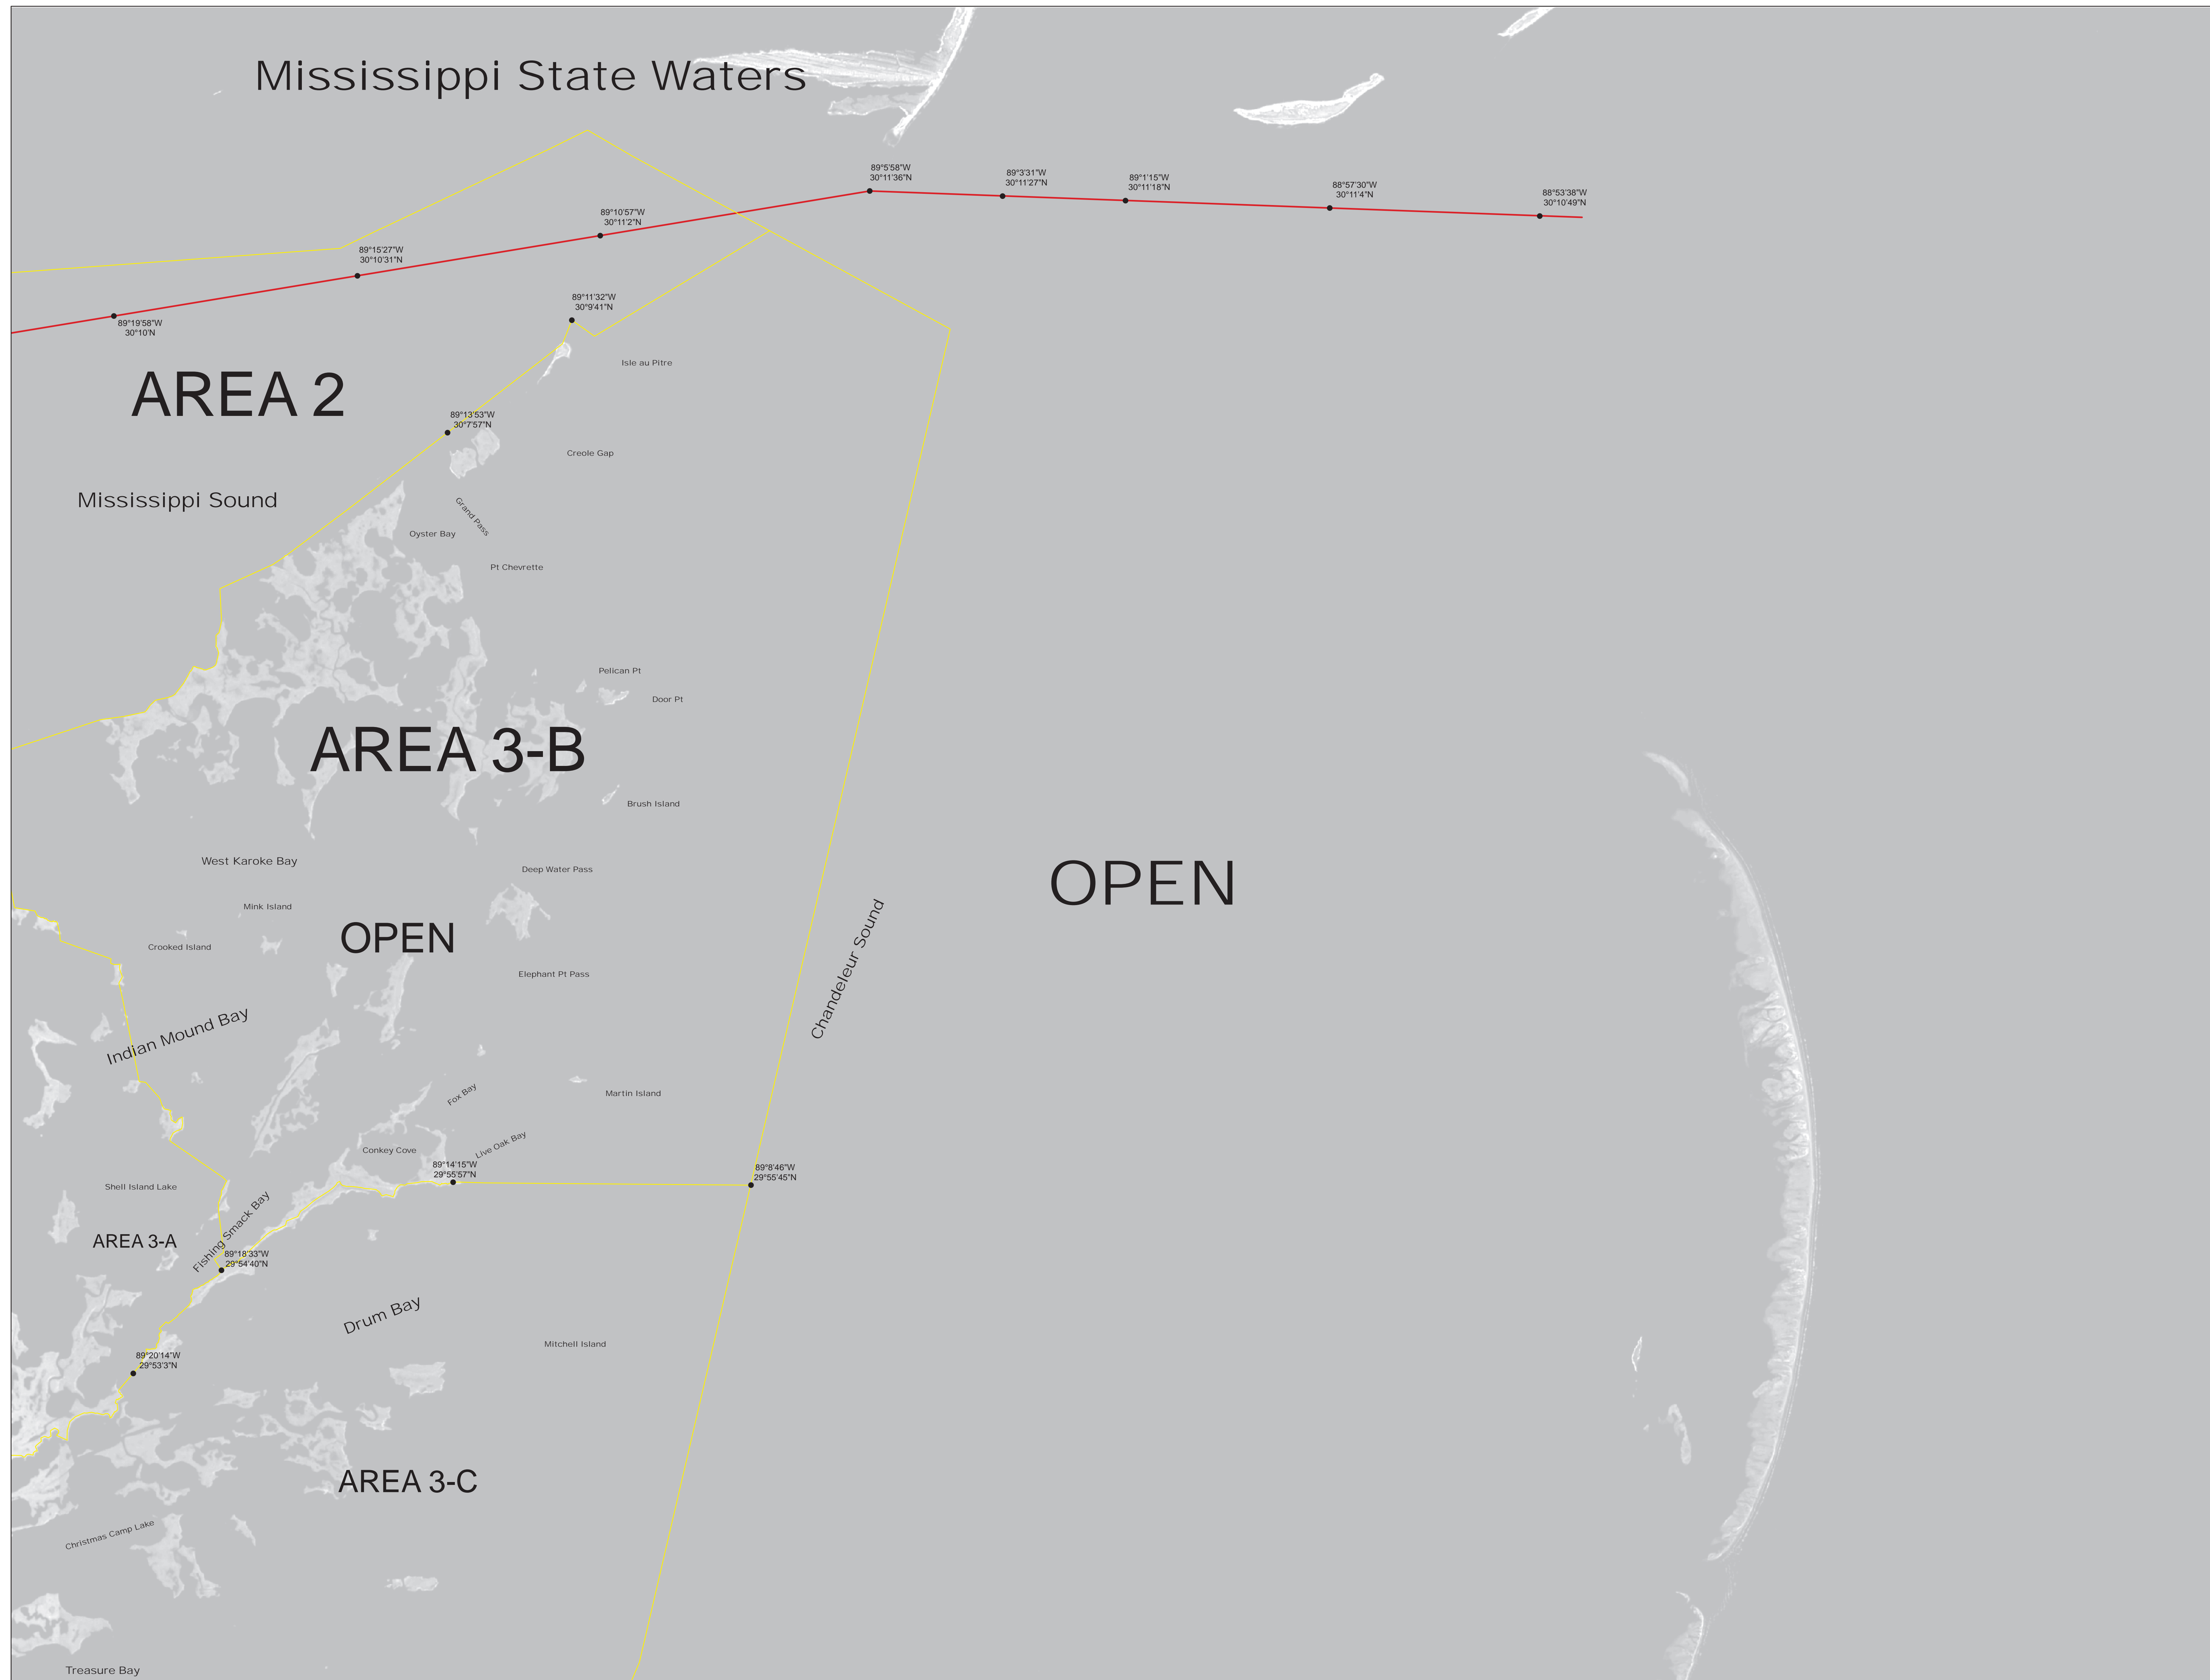 Mississippi State Waters
89°5'58"W
30°11'36"N
89°3'31"W
30°11'27"N
89°1'15"W
30°11'18"N
88°57'30"W
30°11'4"N
88°53'38"W
30°10'49"N
89°10'57"W
30°11'2"N
89°15'27"W
30°10'31"N
89°19'58"W
30°10'N
89°11'32"W
30°9'41"N
Isle au Pitre
AREA 2
89°13'53"W
30°7'57"N
Creole Gap
Mississippi Sound
Grand Pass
Oyster Bay
Pt Chevrette
Pelican Pt
Door Pt
AREA 3-B
Brush Island
West Karoke Bay
Deep Water Pass
OPEN
Mink Island
OPEN
Crooked Island
Chandeleur Sound
Elephant Pt Pass
Indian Mound Bay
Fox Bay
Martin Island
Live Oak Bay
Conkey Cove
89°14'15"W
29°55'57"N
89°8'46"W
29°55'45"N
Shell Island Lake
Fishing Smack Bay
AREA 3-A
89°18'33"W
29°54'40"N
Drum Bay
Mitchell Island
89°20'14"W
29°53'3"N
AREA 3-C
Christmas Camp Lake
Treasure Bay